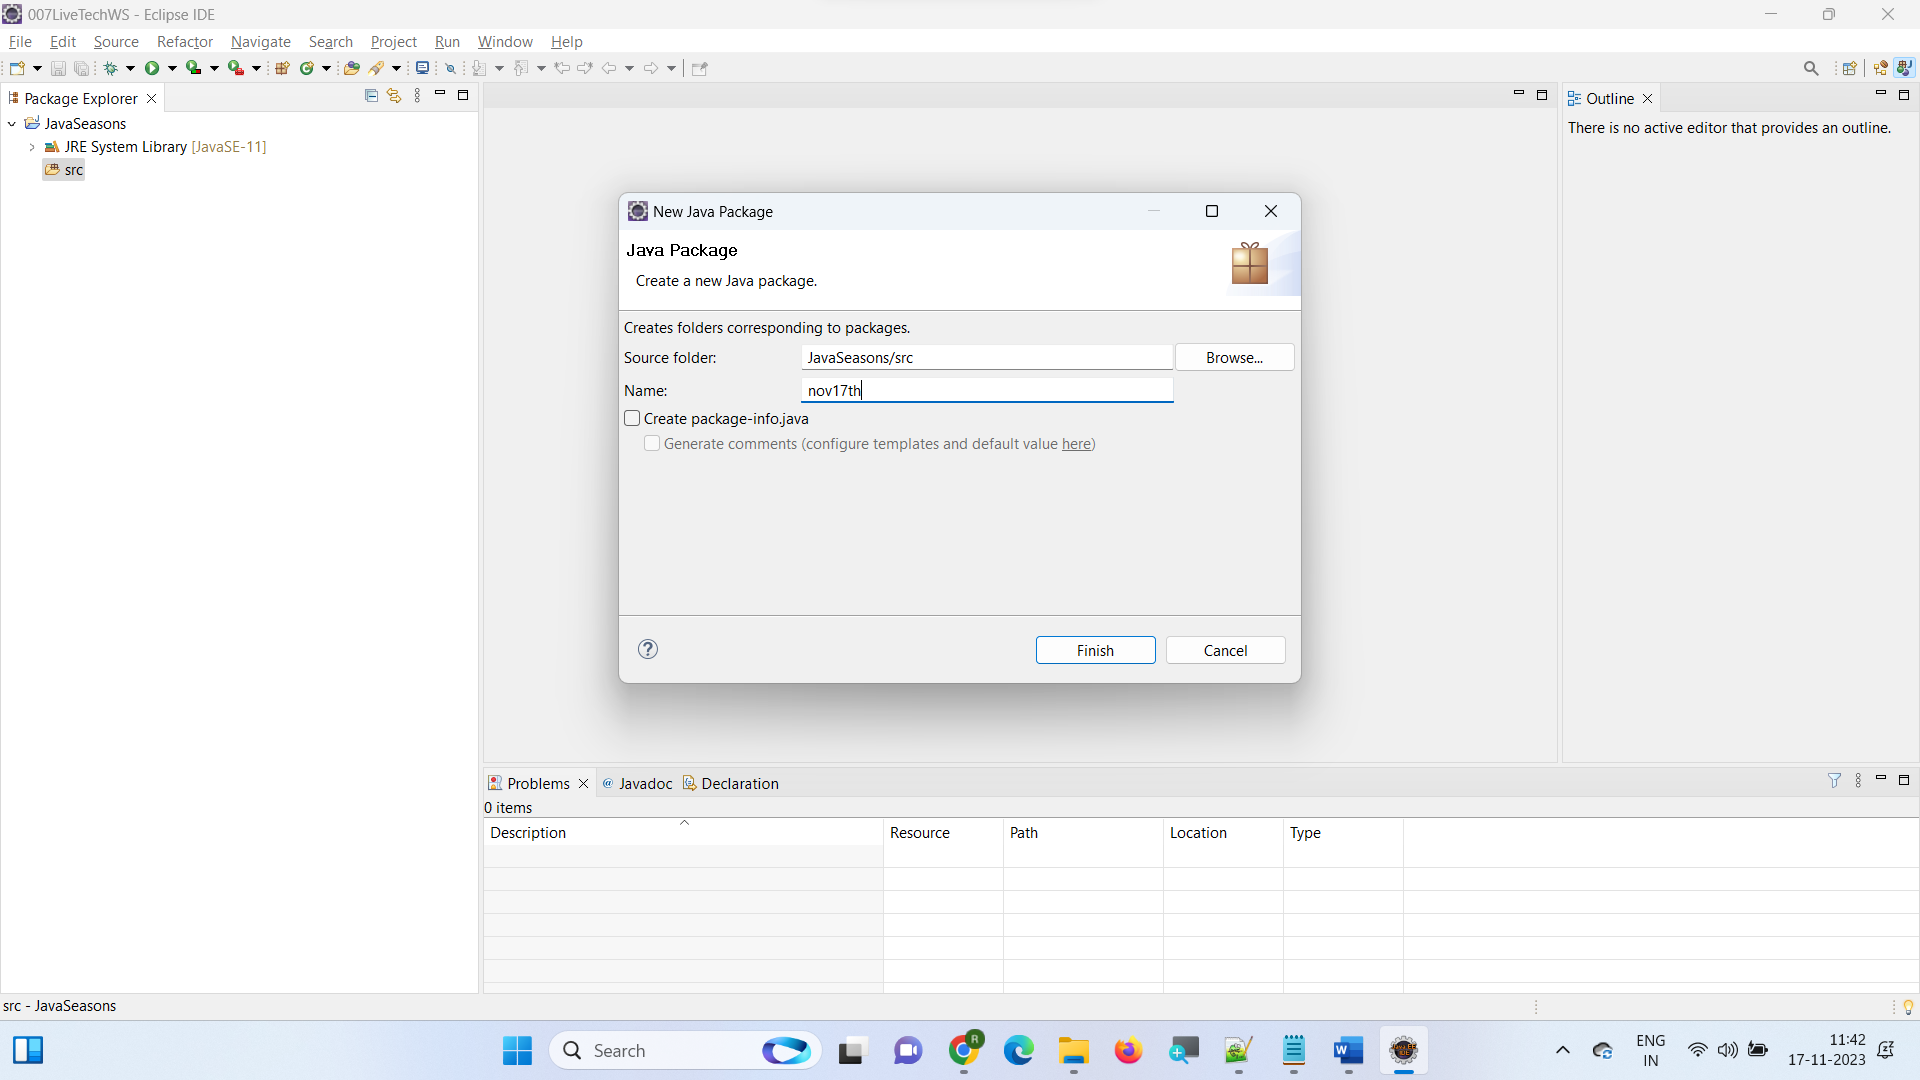 007LiveTechWS - Eclipse IDE
File Edit Source Refactor Navigate Search Project Run Window Help
Package Explorer
JavaSeasons
JRE System Library [JavaSE-11]
src
Outline
There is no active editor that provides an outline.
New Java Package
Java Package
Create a new Java package.
Creates folders corresponding to packages.
Source folder: JavaSeasons/src Browse...
Name: nov17th
Create package-info.java
Generate comments (configure templates and default value here)
Finish Cancel
Problems @ Javadoc Declaration
0 items
Description Resource Path Location Type
src - JavaSeasons
Search
R
ENG
IN
11:42
17-11-2023